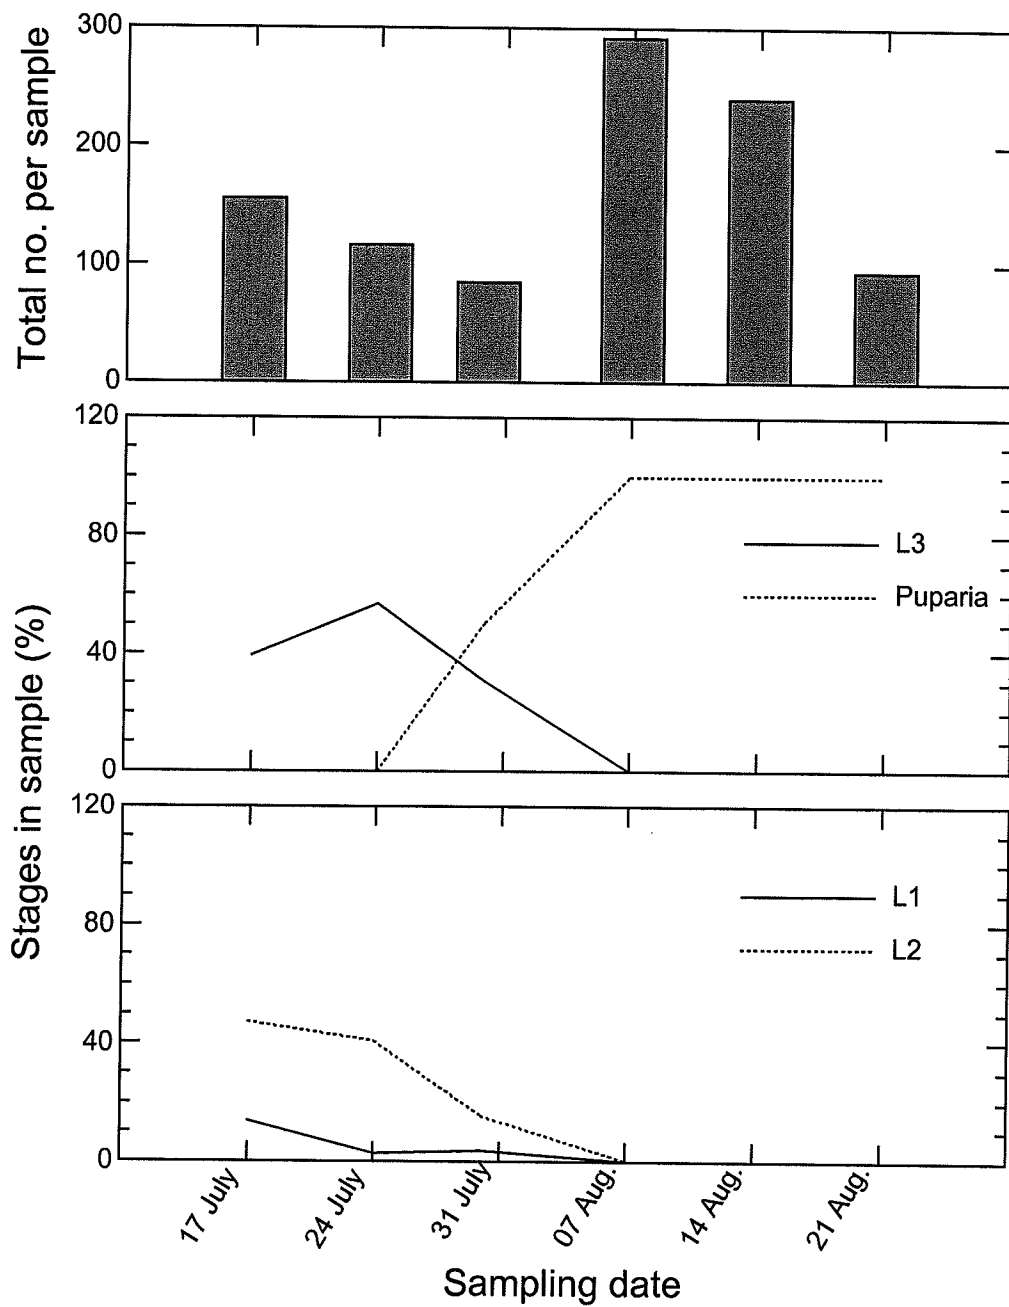 Total no. per sample
300
200
100
0
Stages in sample (%)
120
80
40
0
L3
Puparia
120
80
40
0
L1
L2
17 July
24 July
31 July
07 Aug.
14 Aug.
21 Aug.
Sampling date